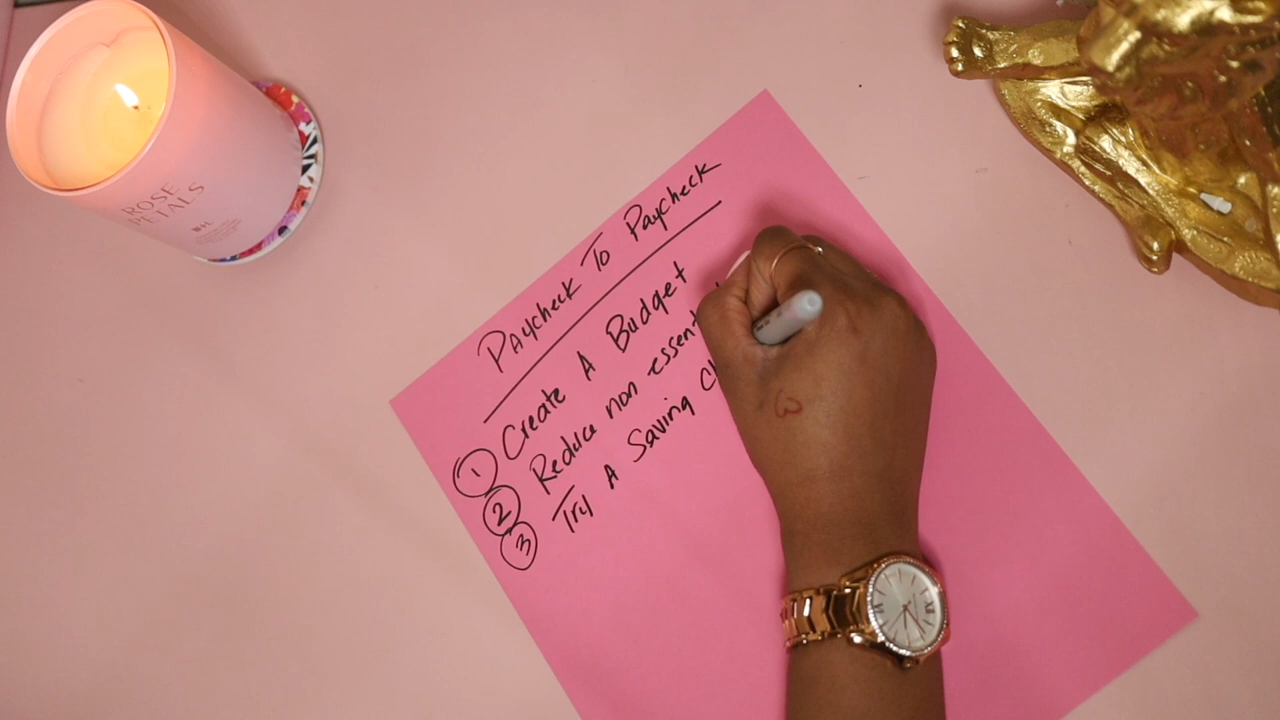 ROSE
PETALS
Paycheck To Paycheck
1 Create A Budget
2 Reduce non
3 Try A Saving